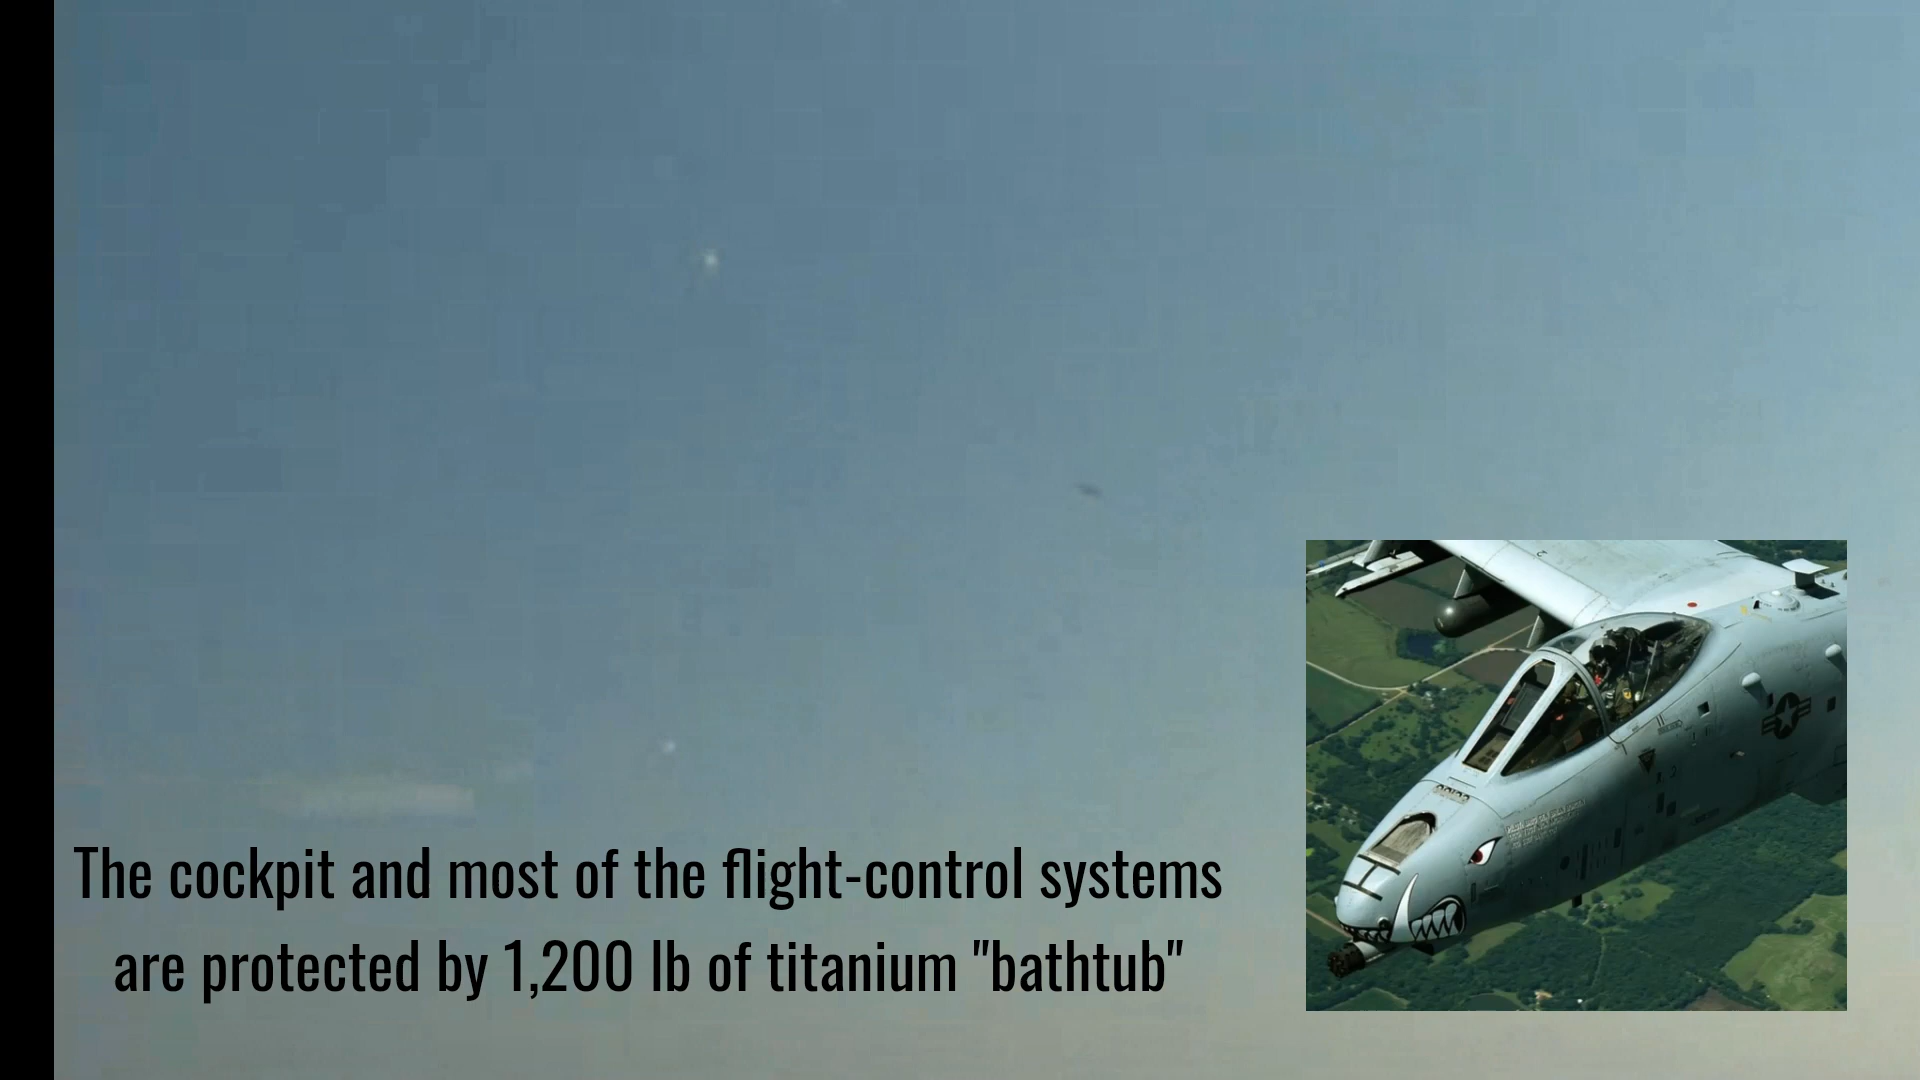 The cockpit and most of the flight-control systems
are protected by 1,200 lb of titanium "bathtub"